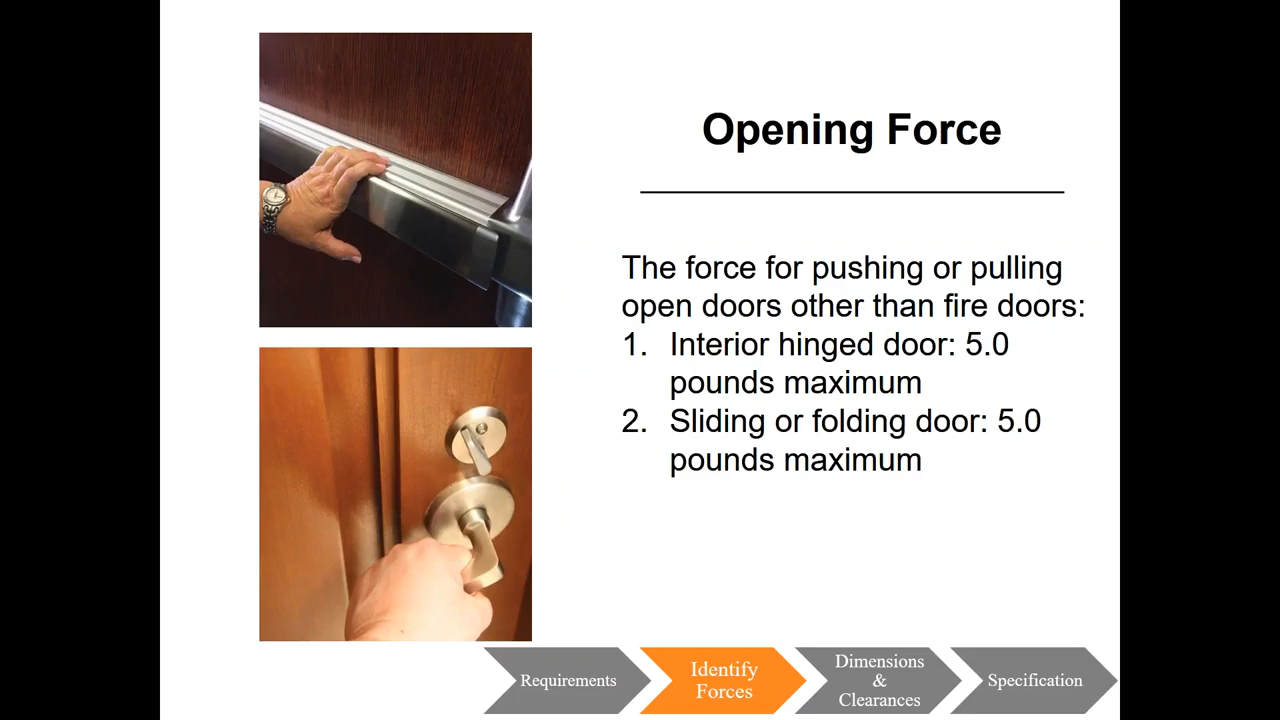 Opening Force
The force for pushing or pulling
open doors other than fire doors:
1. Interior hinged door: 5.0
pounds maximum
2. Sliding or folding door: 5.0
pounds maximum
Requirements
Identify
Forces
Dimensions
&
Clearances
Specification